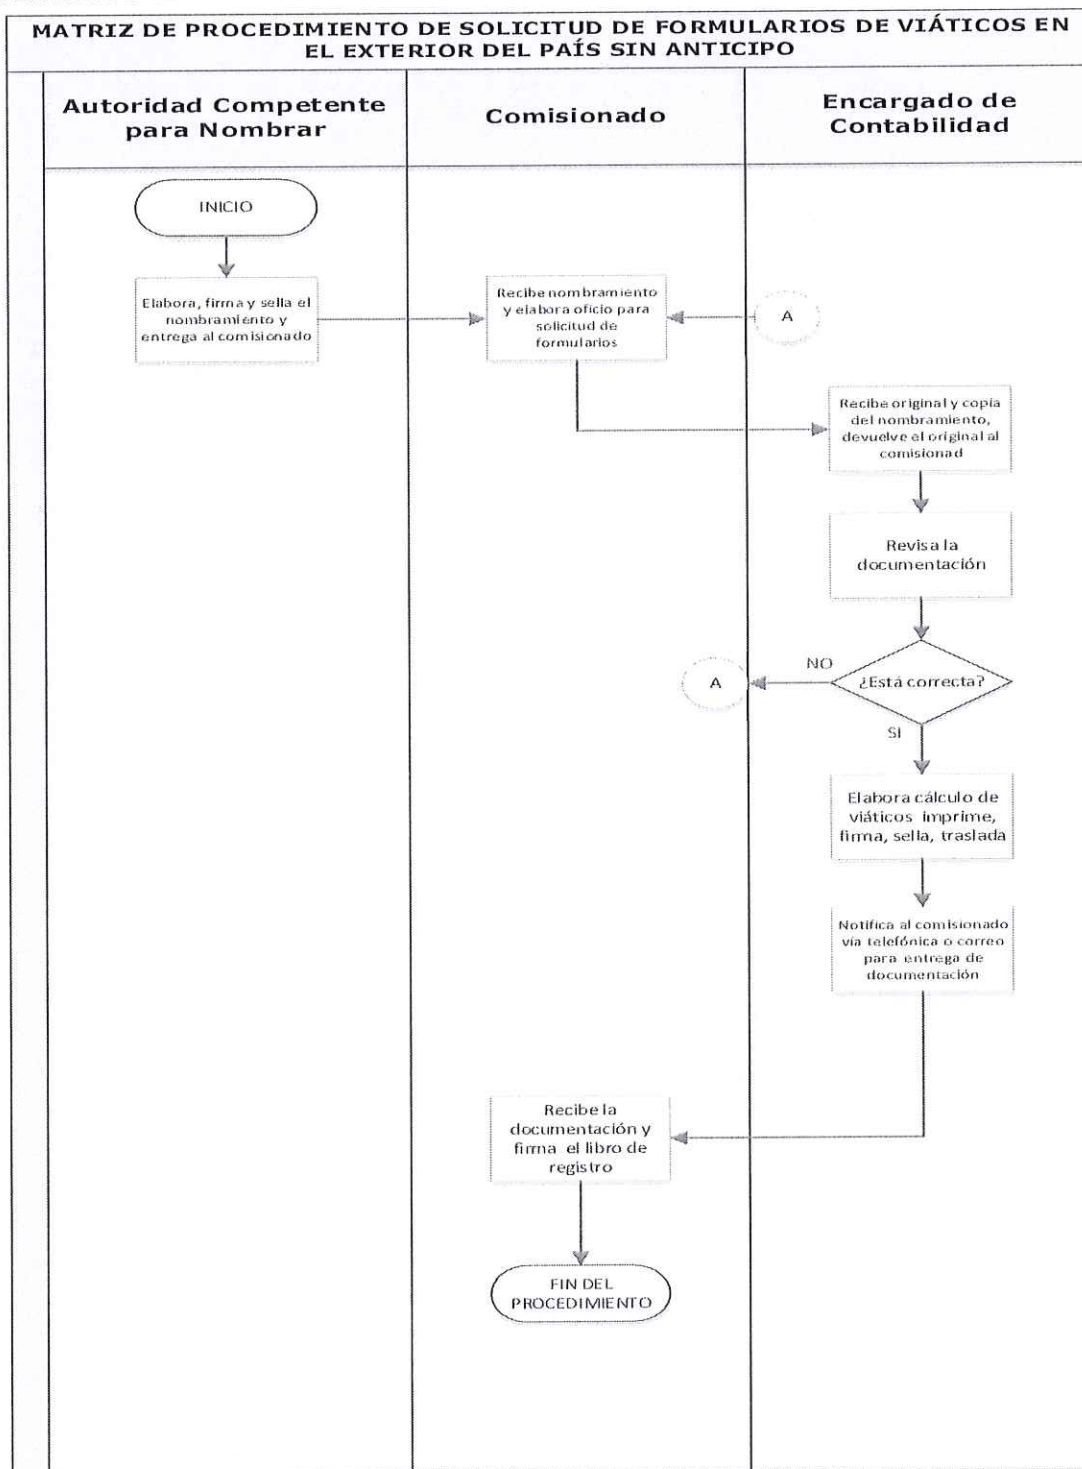 MATRIZ DE PROCEDIMIENTO DE SOLICITUD DE FORMULARIOS DE VIÁTICOS EN
EL EXTERIOR DEL PAÍS SIN ANTICIPO
Autoridad Competente
para Nombrar
Comisionado
Encargado de
Contabilidad
INICIO
Elabora, firma y sella el
nombramiento y
entrega al comisionado
Recibe nombramiento
y elabora oficio para
solicitud de
formularios
A
Recibe original y copia
del nombramiento,
devuelve el original al
comisionad
Revisa la
documentación
¿Está correcta?
NO
A
SI
Elabora cálculo de
viáticos imprime,
firma, sella, traslada
Notifica al comisionado
vía telefónica o correo
para entrega de
documentación
Recibe la
documentación y
firma el libro de
registro
FIN DEL
PROCEDIMIENTO